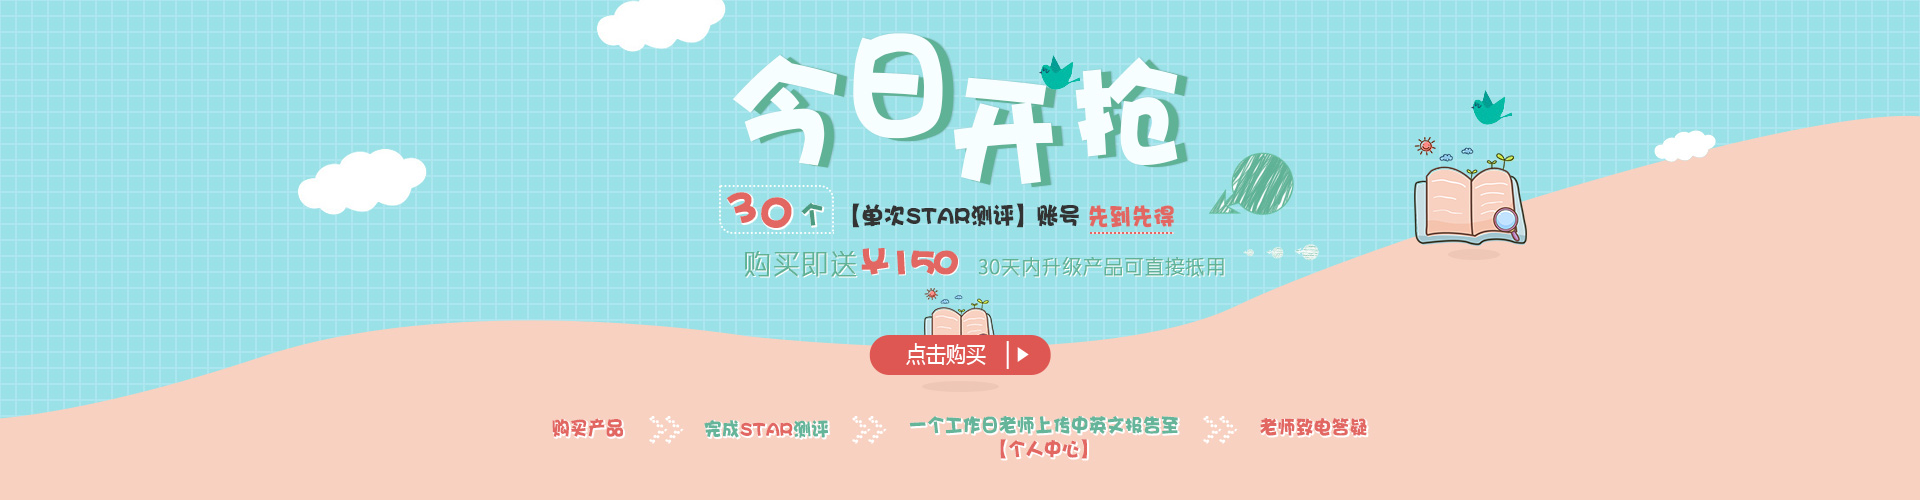 今日开抢
30个【单次STAR测评】账号 先到先得
购买即送¥150 30天内升级产品可直接抵用
点击购买
购买产品
完成STAR测评
一个工作日老师上传中英文报告至
【个人中心】
老师致电答疑